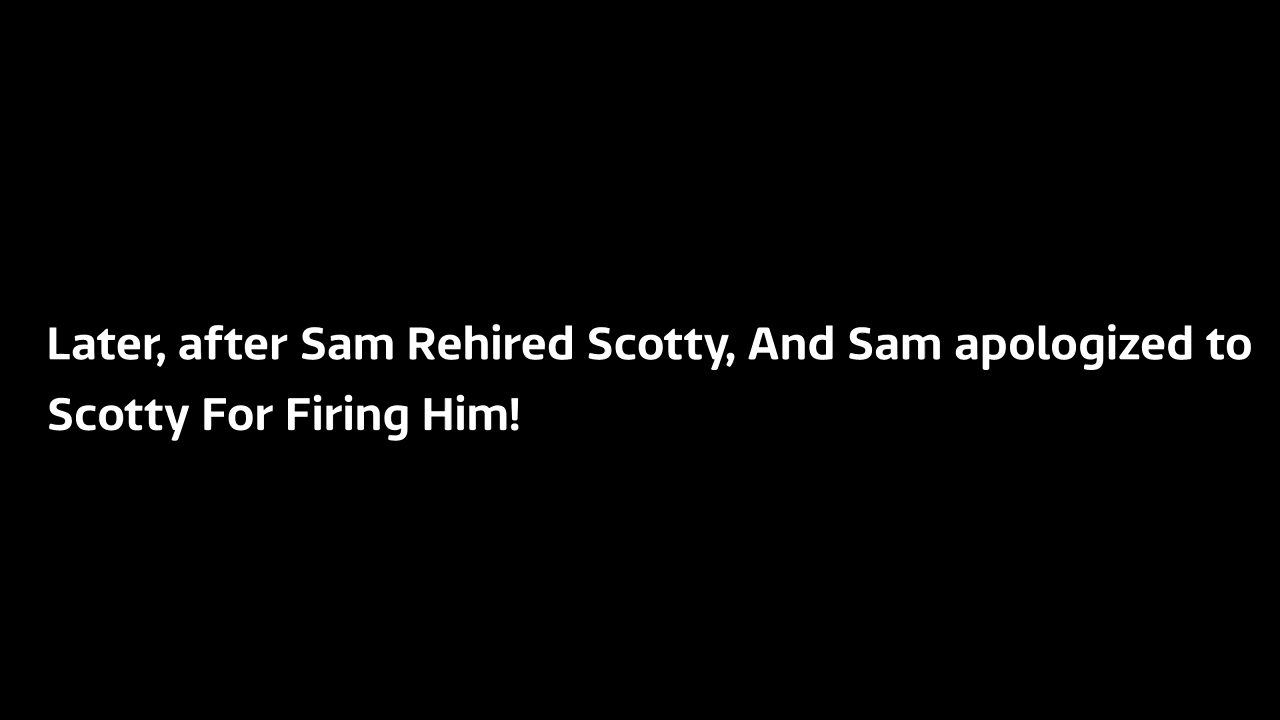 Later, after Sam Rehired Scotty, And Sam apologized to
Scotty For Firing Him!